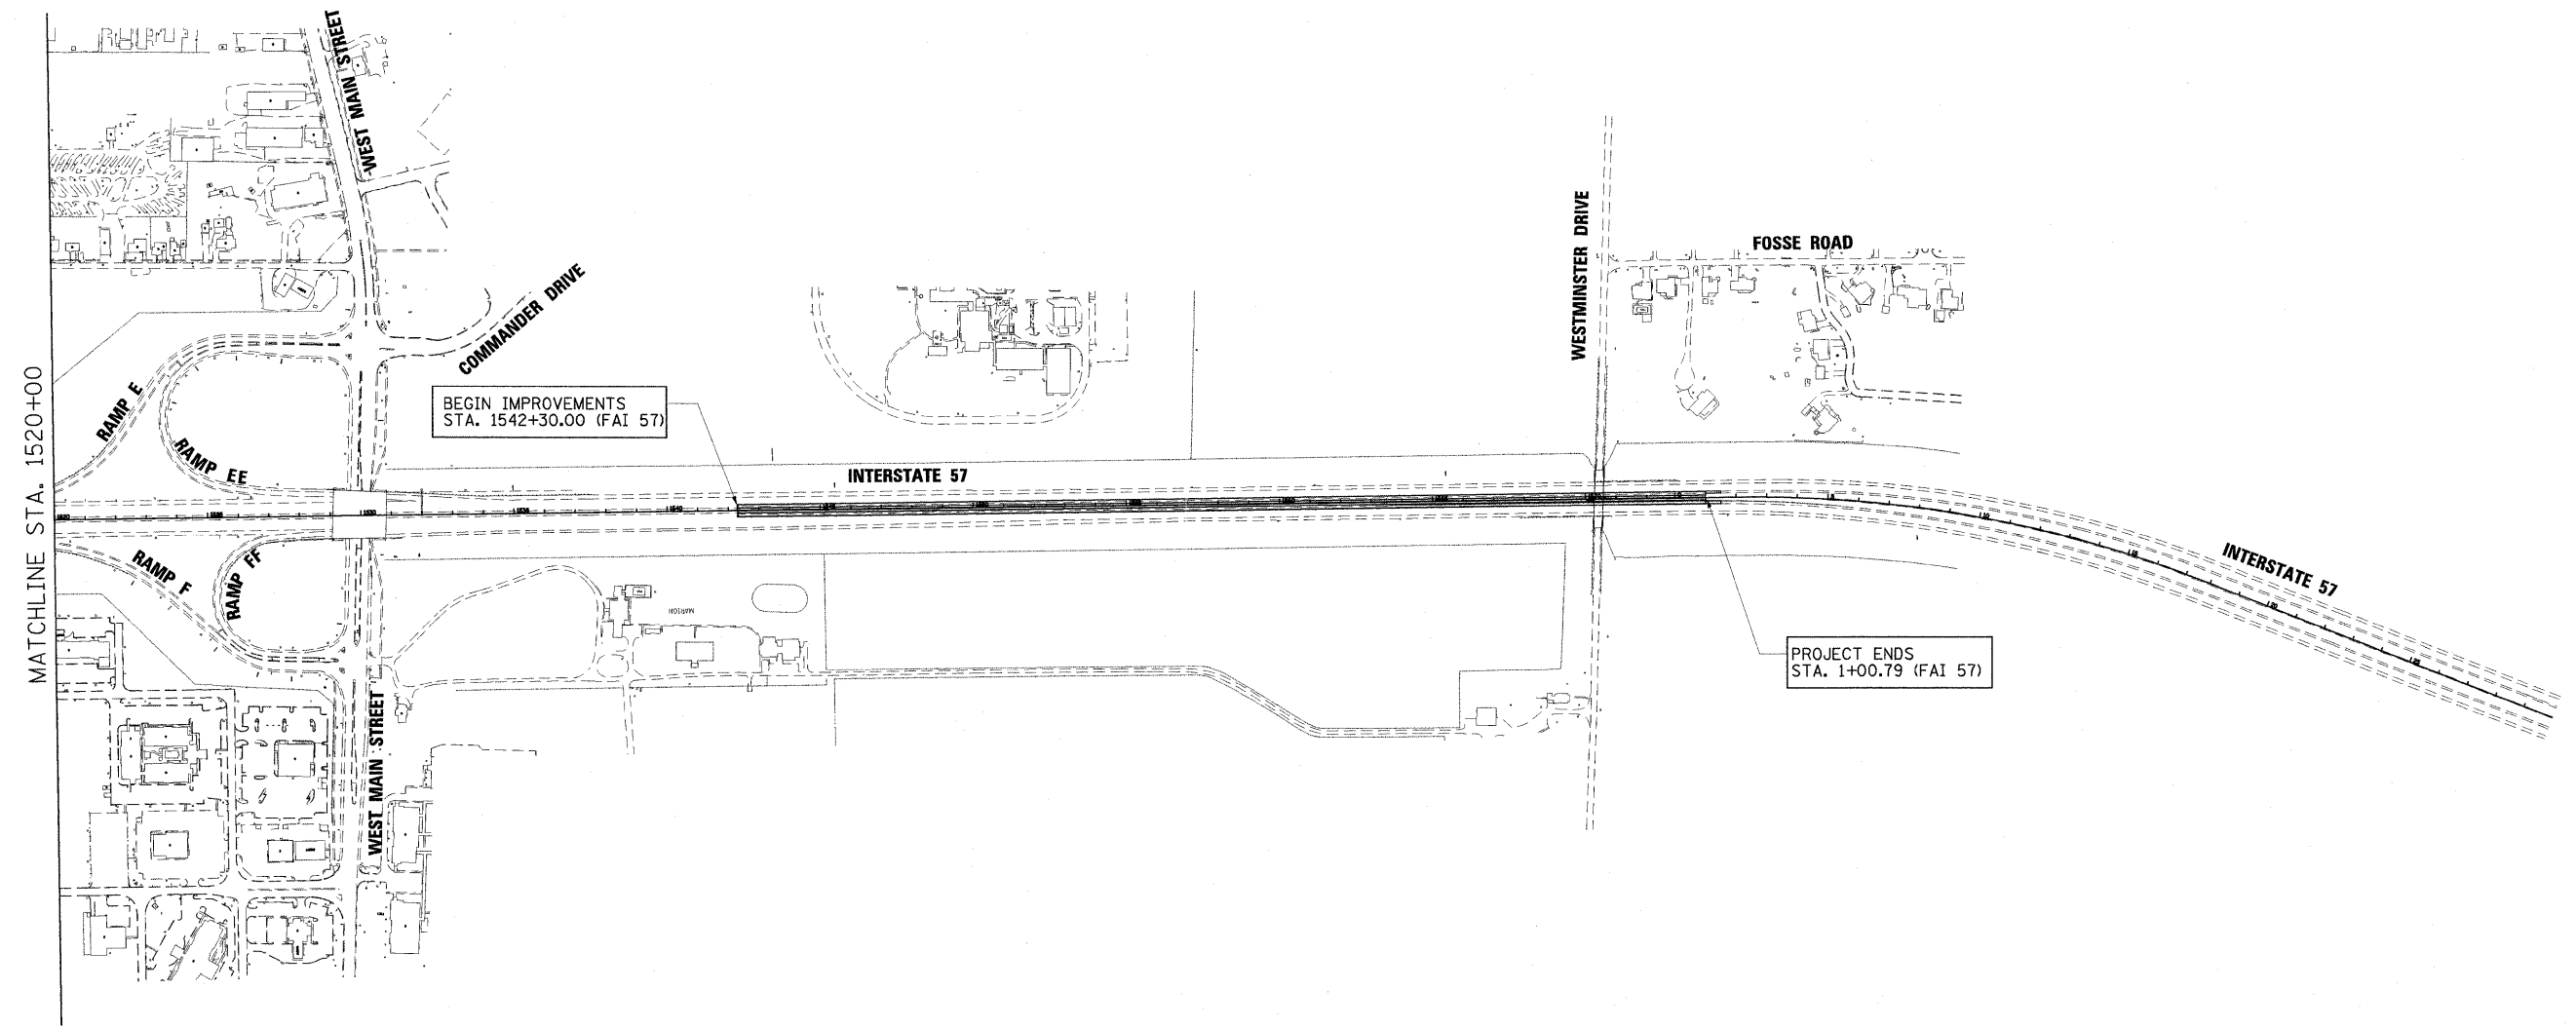 MATCHLINE STA. 1520+00
WEST MAIN STREET
COMMANDER DRIVE
RAMP E
RAMP EE
RAMP F
RAMP FF
WEST MAIN STREET
BEGIN IMPROVEMENTS
STA. 1542+30.00 (FAI 57)
INTERSTATE 57
WESTMINSTER DRIVE
FOSSE ROAD
INTERSTATE 57
PROJECT ENDS
STA. 1+00.79 (FAI 57)
1530
1540